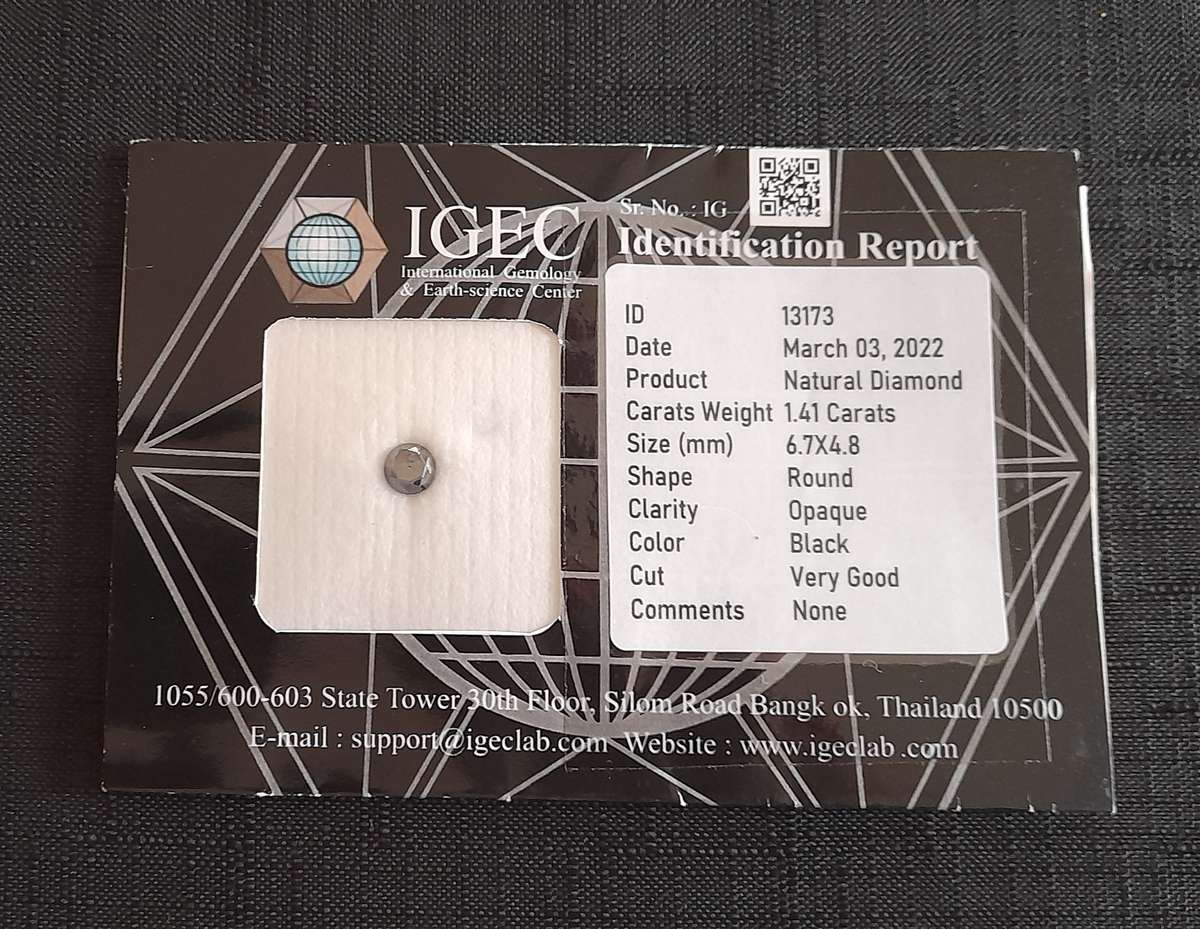 IGEC
International Gemology
& Earth-science Center
Sr. No. : IG
Identification Report
ID 13173
Date March 03, 2022
Product Natural Diamond
Carats Weight 1.41 Carats
Size (mm) 6.7X4.8
Shape Round
Clarity Opaque
Color Black
Cut Very Good
Comments None
1055/600-603 State Tower 30th Floor, Silom Road Bangk ok, Thailand 10500
E-mail : support@igeclab.com Website : www.igeclab .com